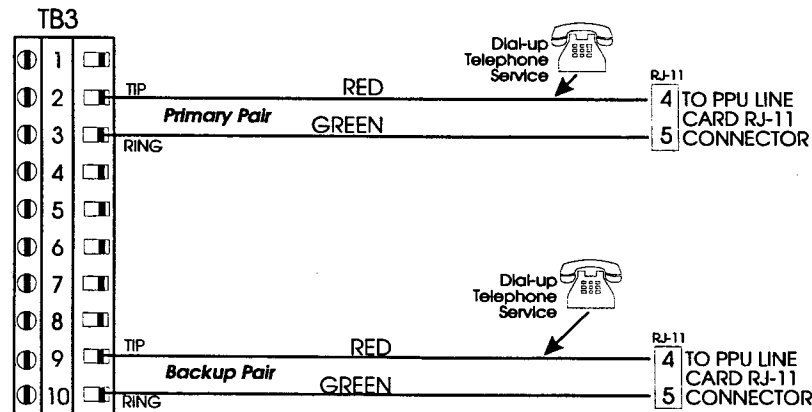 TB3
1
2
3
4
5
6
7
8
9
10
TIP
RED
Primary Pair
GREEN
RING
Dial-up
Telephone
Service
RJ-11
4
5
TO PPU LINE
CARD RJ-11
CONNECTOR
Dial-up
Telephone
Service
TIP
RED
Backup Pair
GREEN
RING
RJ-11
4
5
TO PPU LINE
CARD RJ-11
CONNECTOR